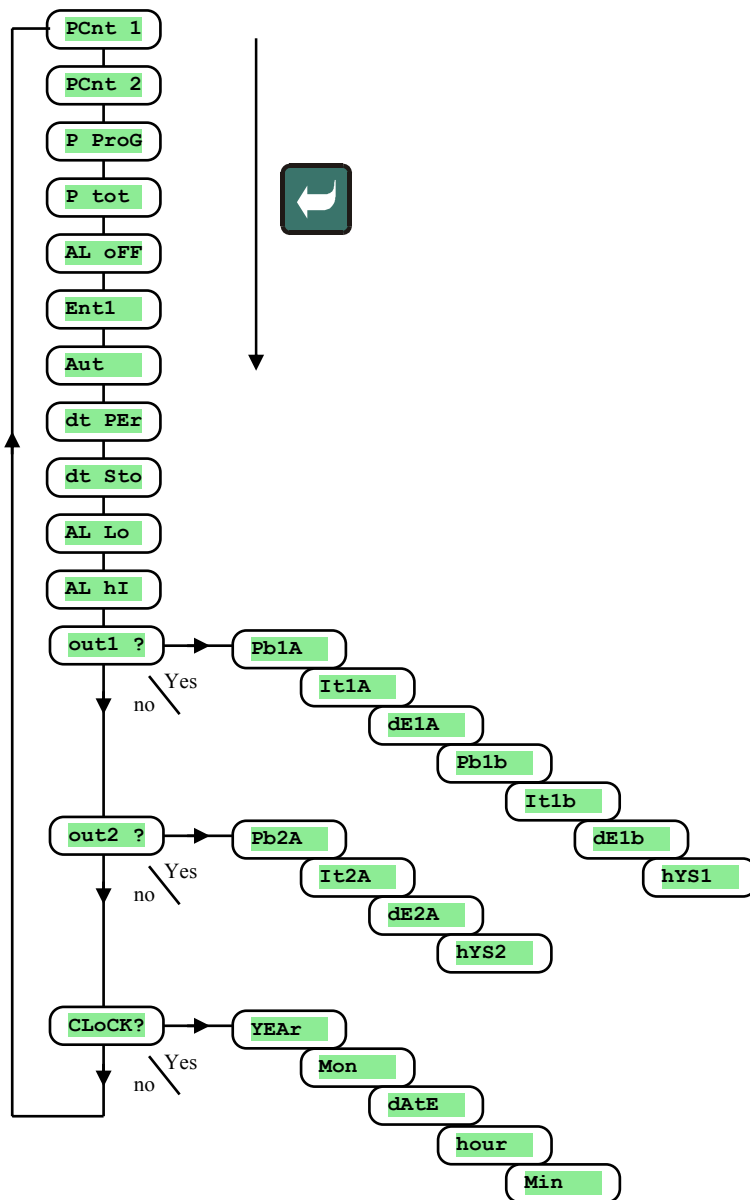 PCnt 1
PCnt 2
P ProG
P tot
AL oFF
Ent1
Aut
dt PEr
dt Sto
AL Lo
AL hI
out1 ?
Pb1A
Yes
no
It1A
dE1A
Pb1b
It1b
dE1b
hYS1
out2 ?
Pb2A
Yes
no
It2A
dE2A
hYS2
CLoCK?
YEAr
Yes
no
Mon
dAtE
hour
Min